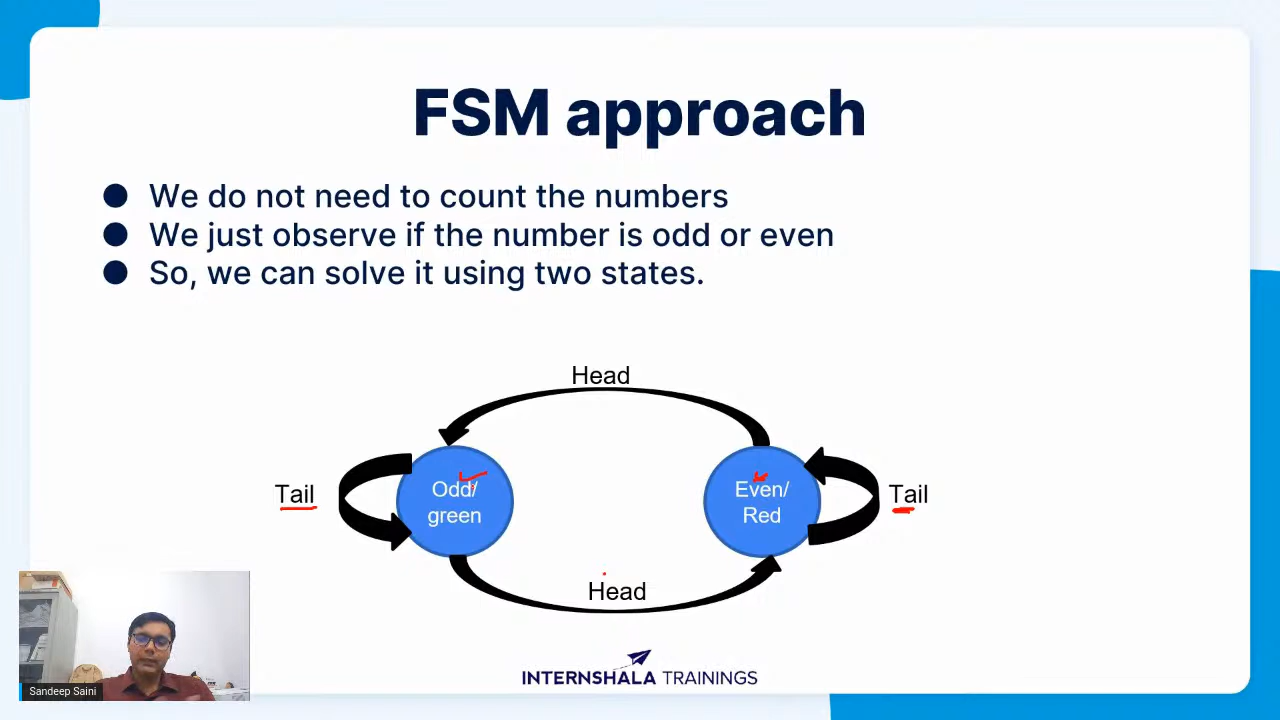 FSM approach
● We do not need to count the numbers
● We just observe if the number is odd or even
● So, we can solve it using two states.
Head
Tail
Odd/
green
Even/
Red
Tail
Head
Sandeep Saini
INTERNSHALA TRAININGS